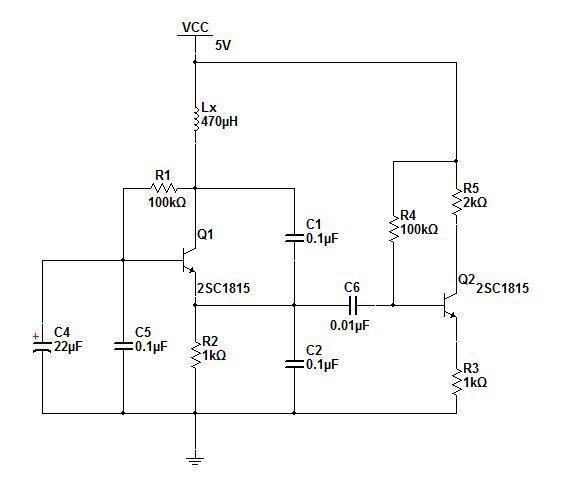 VCC
5V
Lx
470µH
R1
100kΩ
Q1
2SC1815
C1
0.1µF
R4
100kΩ
R5
2kΩ
Q2
2SC1815
C6
0.01µF
+
C4
22µF
C5
0.1µF
R2
1kΩ
C2
0.1µF
R3
1kΩ